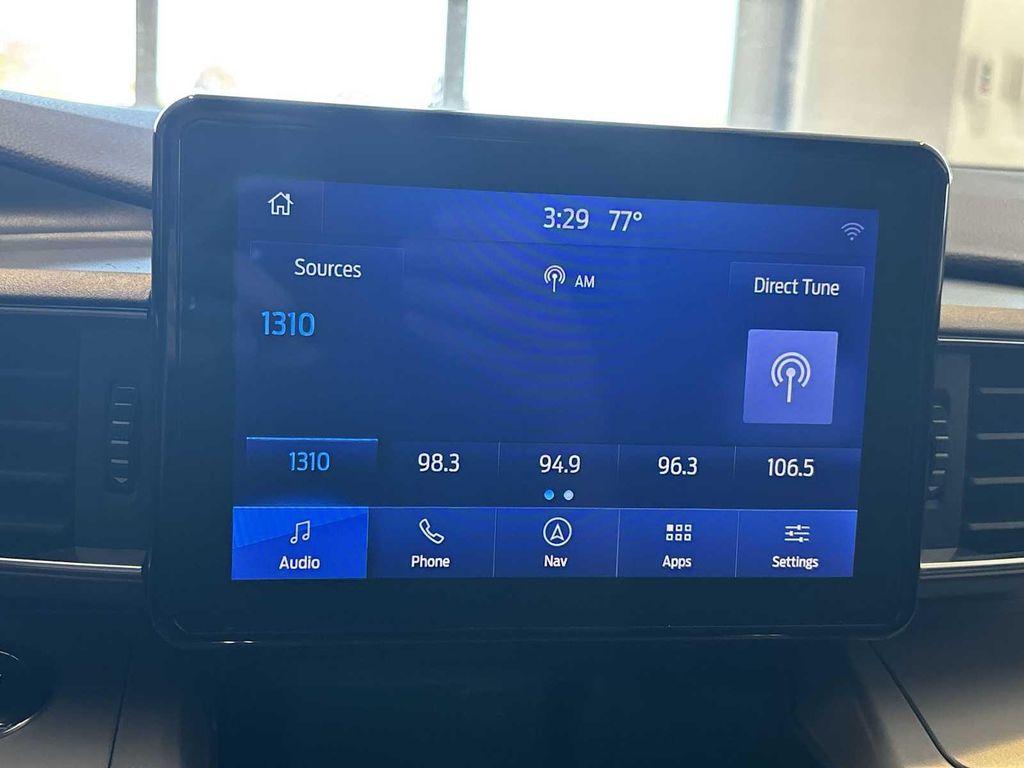 3:29 77°
Sources
AM
Direct Tune
1310
1310 98.3 94.9 96.3 106.5
Audio Phone Nav Apps Settings